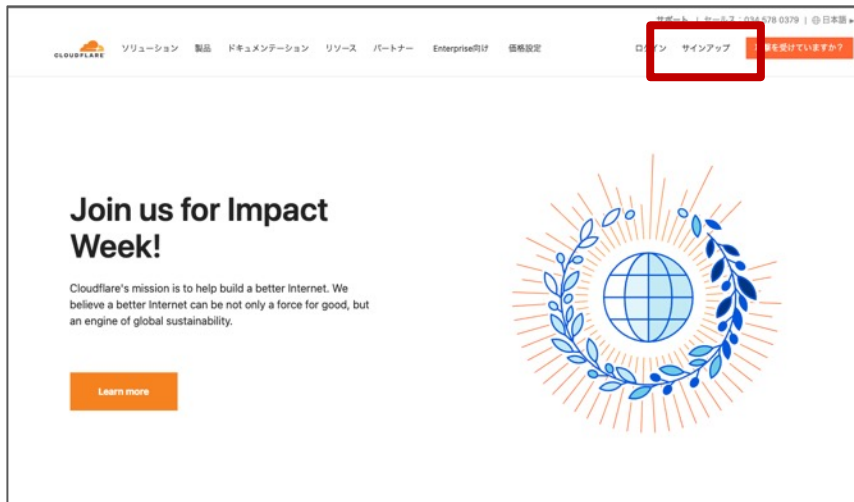 サポート | セールス：034 578 0379 | 日本語 ▸
CLOUDFLARE ソリューション 製品 ドキュメンテーション リソース パートナー Enterprise向け 価格設定 ログイン サインアップ を受けていますか?
Join us for Impact
Week!
Cloudflare's mission is to help build a better Internet. We
believe a better Internet can be not only a force for good, but
an engine of global sustainability.
Learn more